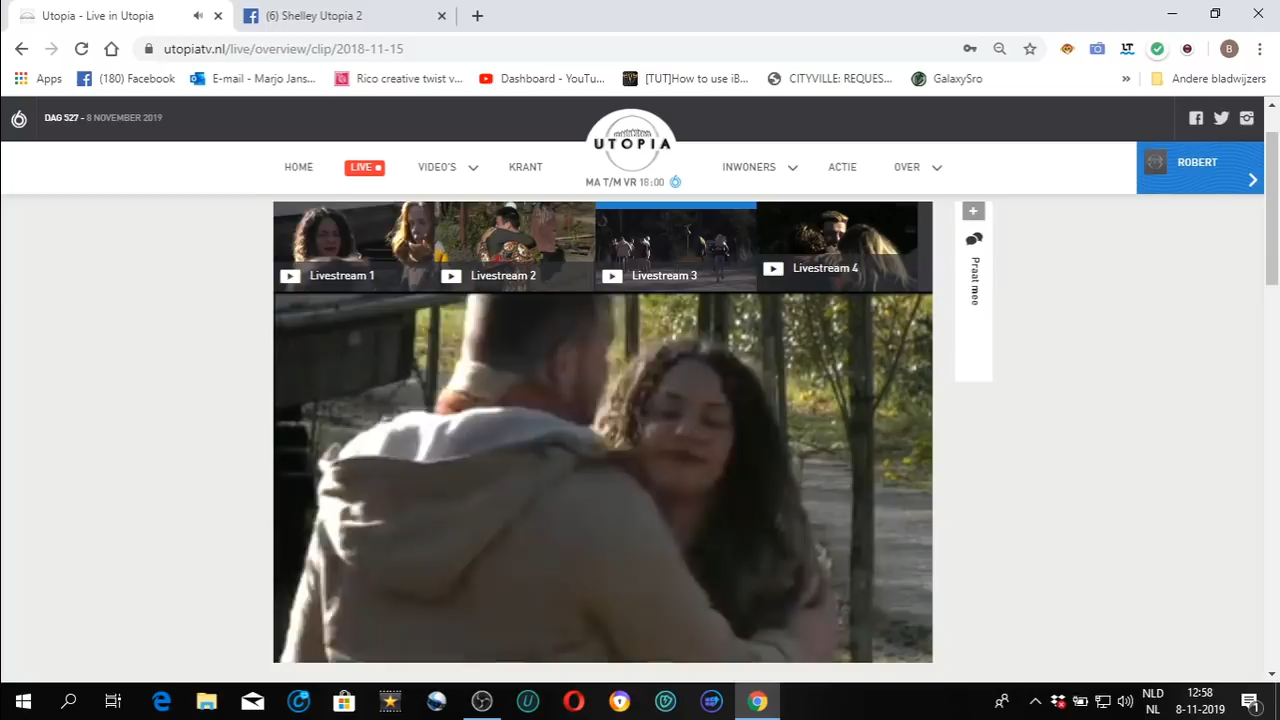 Utopia - Live in Utopia
(6) Shelley Utopia 2
utopiatv.nl/live/overview/clip/2018-11-15
Apps
(180) Facebook
E-mail - Marjo Jans...
Rico creative twist v...
Dashboard - YouTu...
[TUT]How to use iB...
CITYVILLE: REQUES...
GalaxySro
»
Andere bladwijzers
DAG 527 - 8 NOVEMBER 2019
HOME
LIVE
VIDEO'S
KRANT
UTOPIA
MA T/M VR 18:00
INWONERS
ACTIE
OVER
ROBERT
Livestream 1
Livestream 2
Livestream 3
Livestream 4
+
Praat mee
NLD
NL
12:58
8-11-2019
1